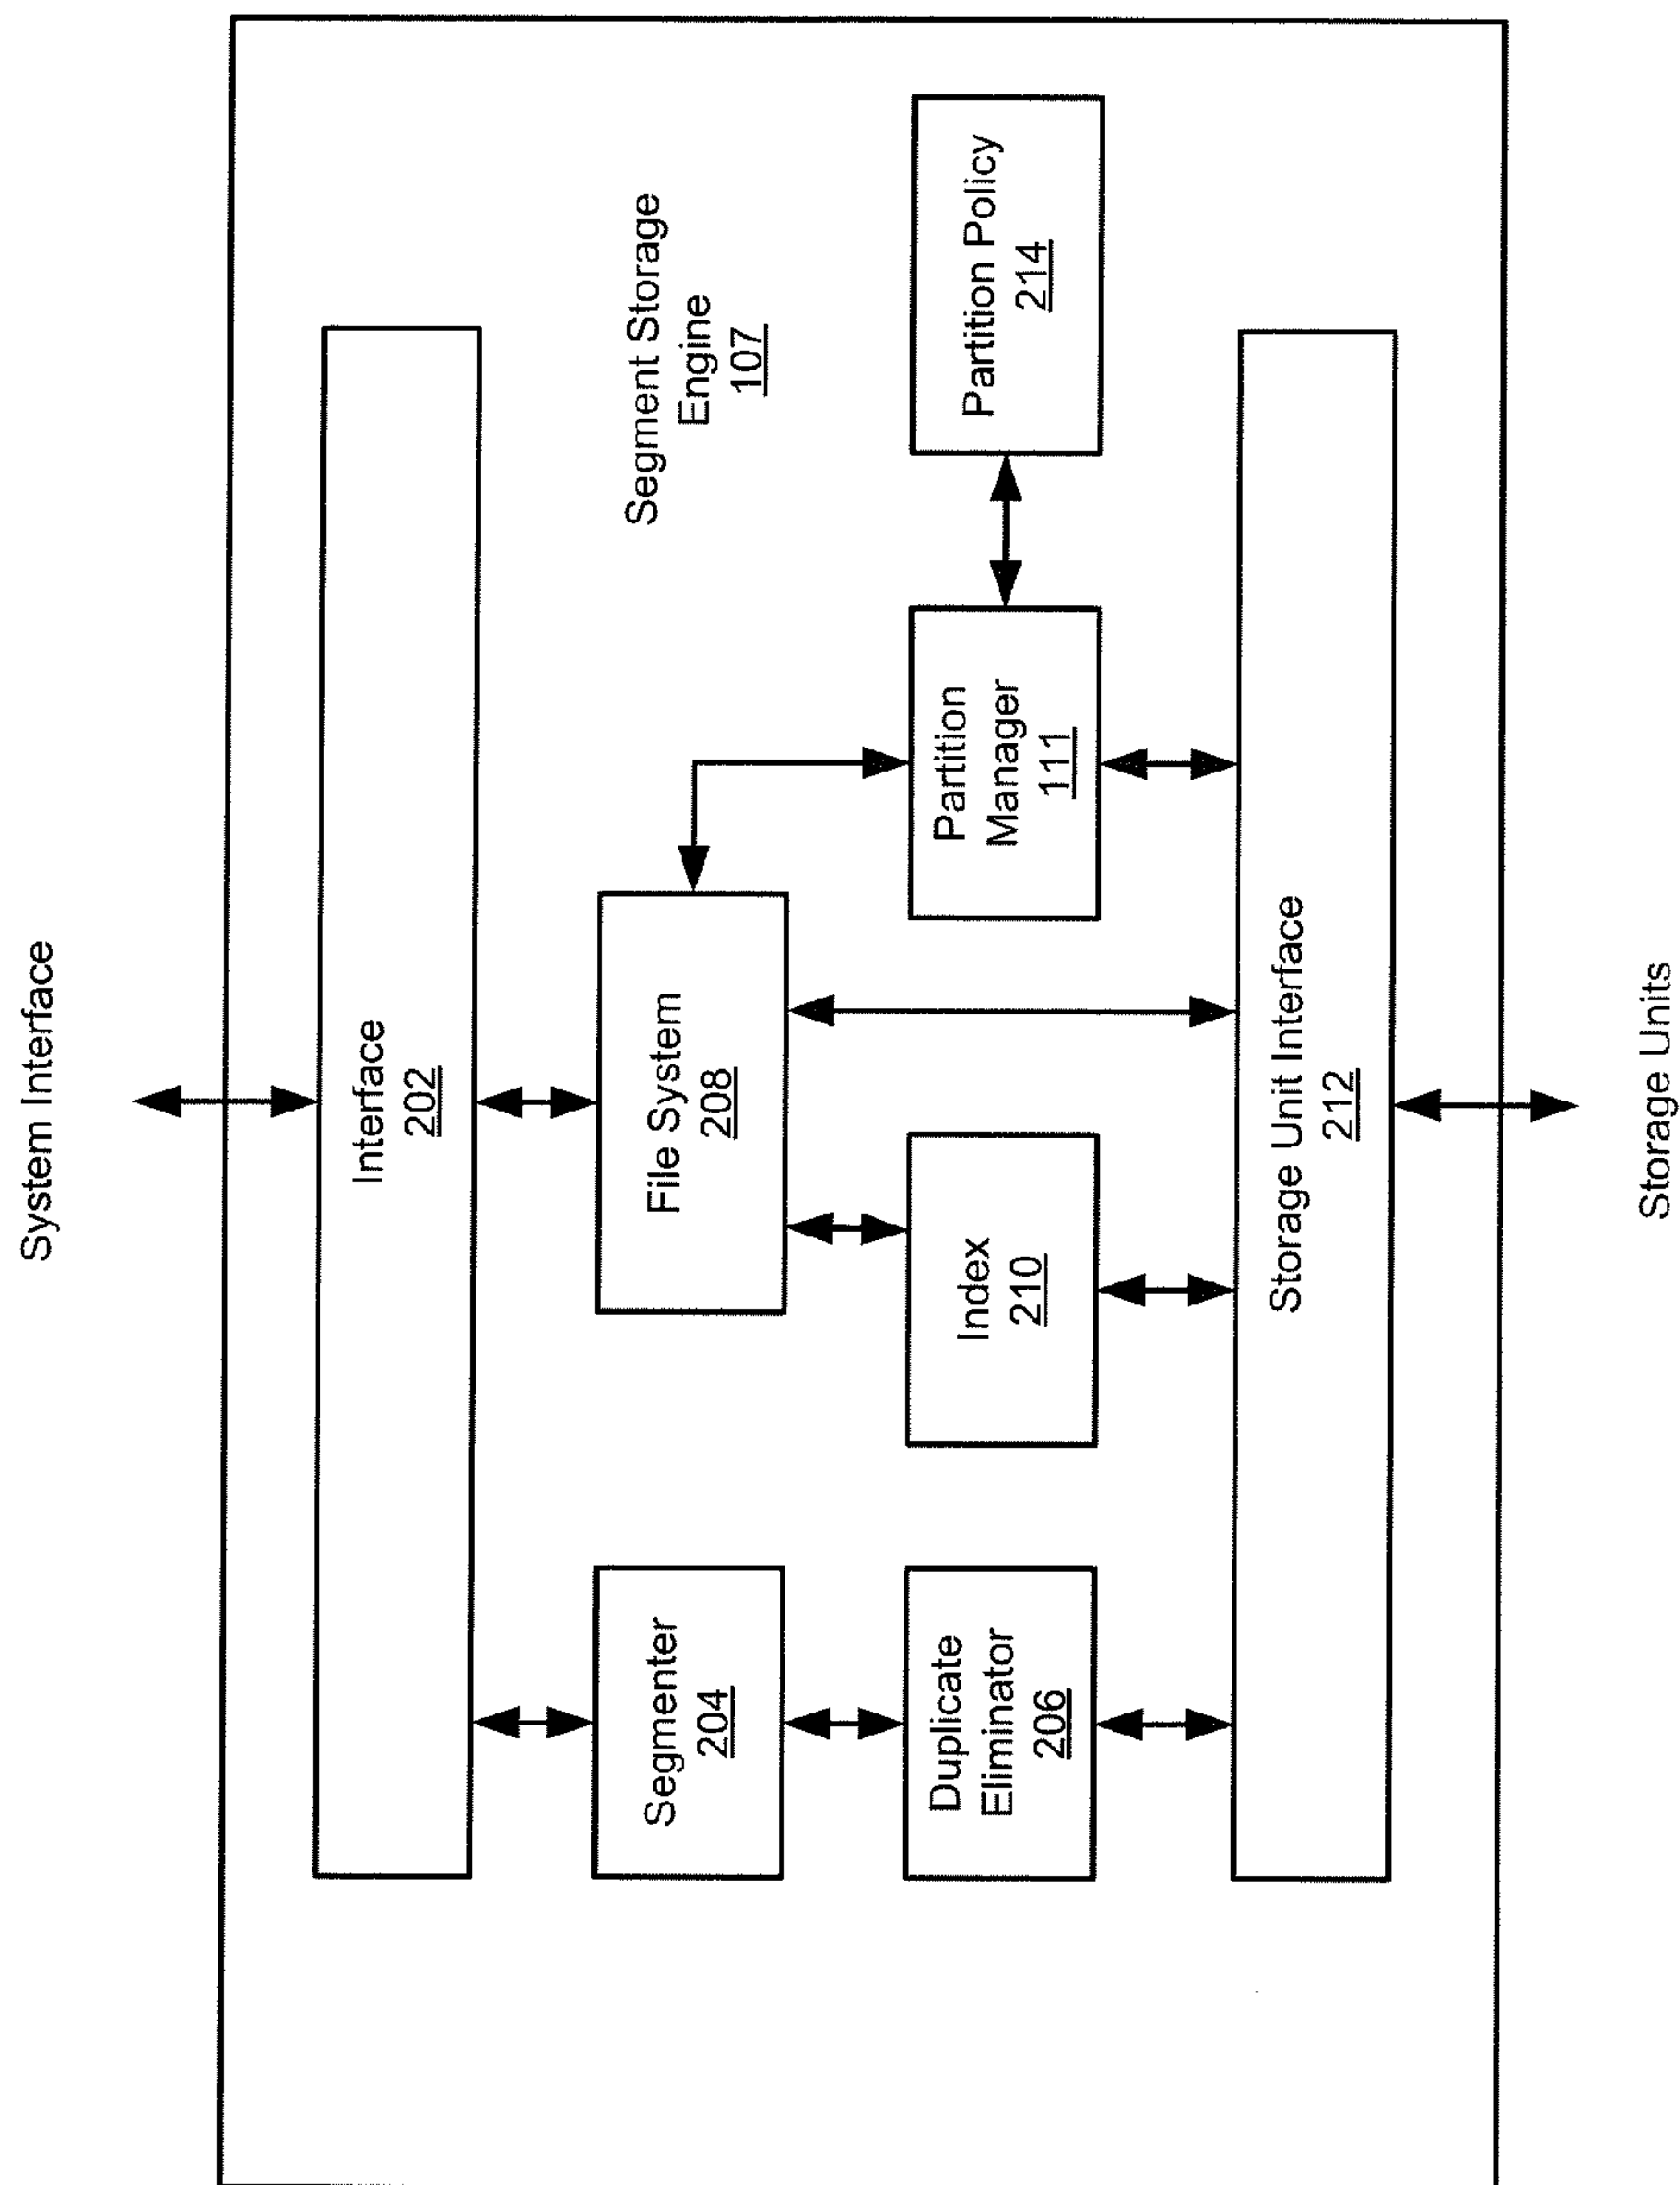 System Interface
Interface
202
Segment Storage
Engine
107
Segmenter
204
File System
208
Duplicate
Eliminator
206
Index
210
Partition
Manager
111
Partition Policy
214
Storage Unit Interface
212
Storage Units